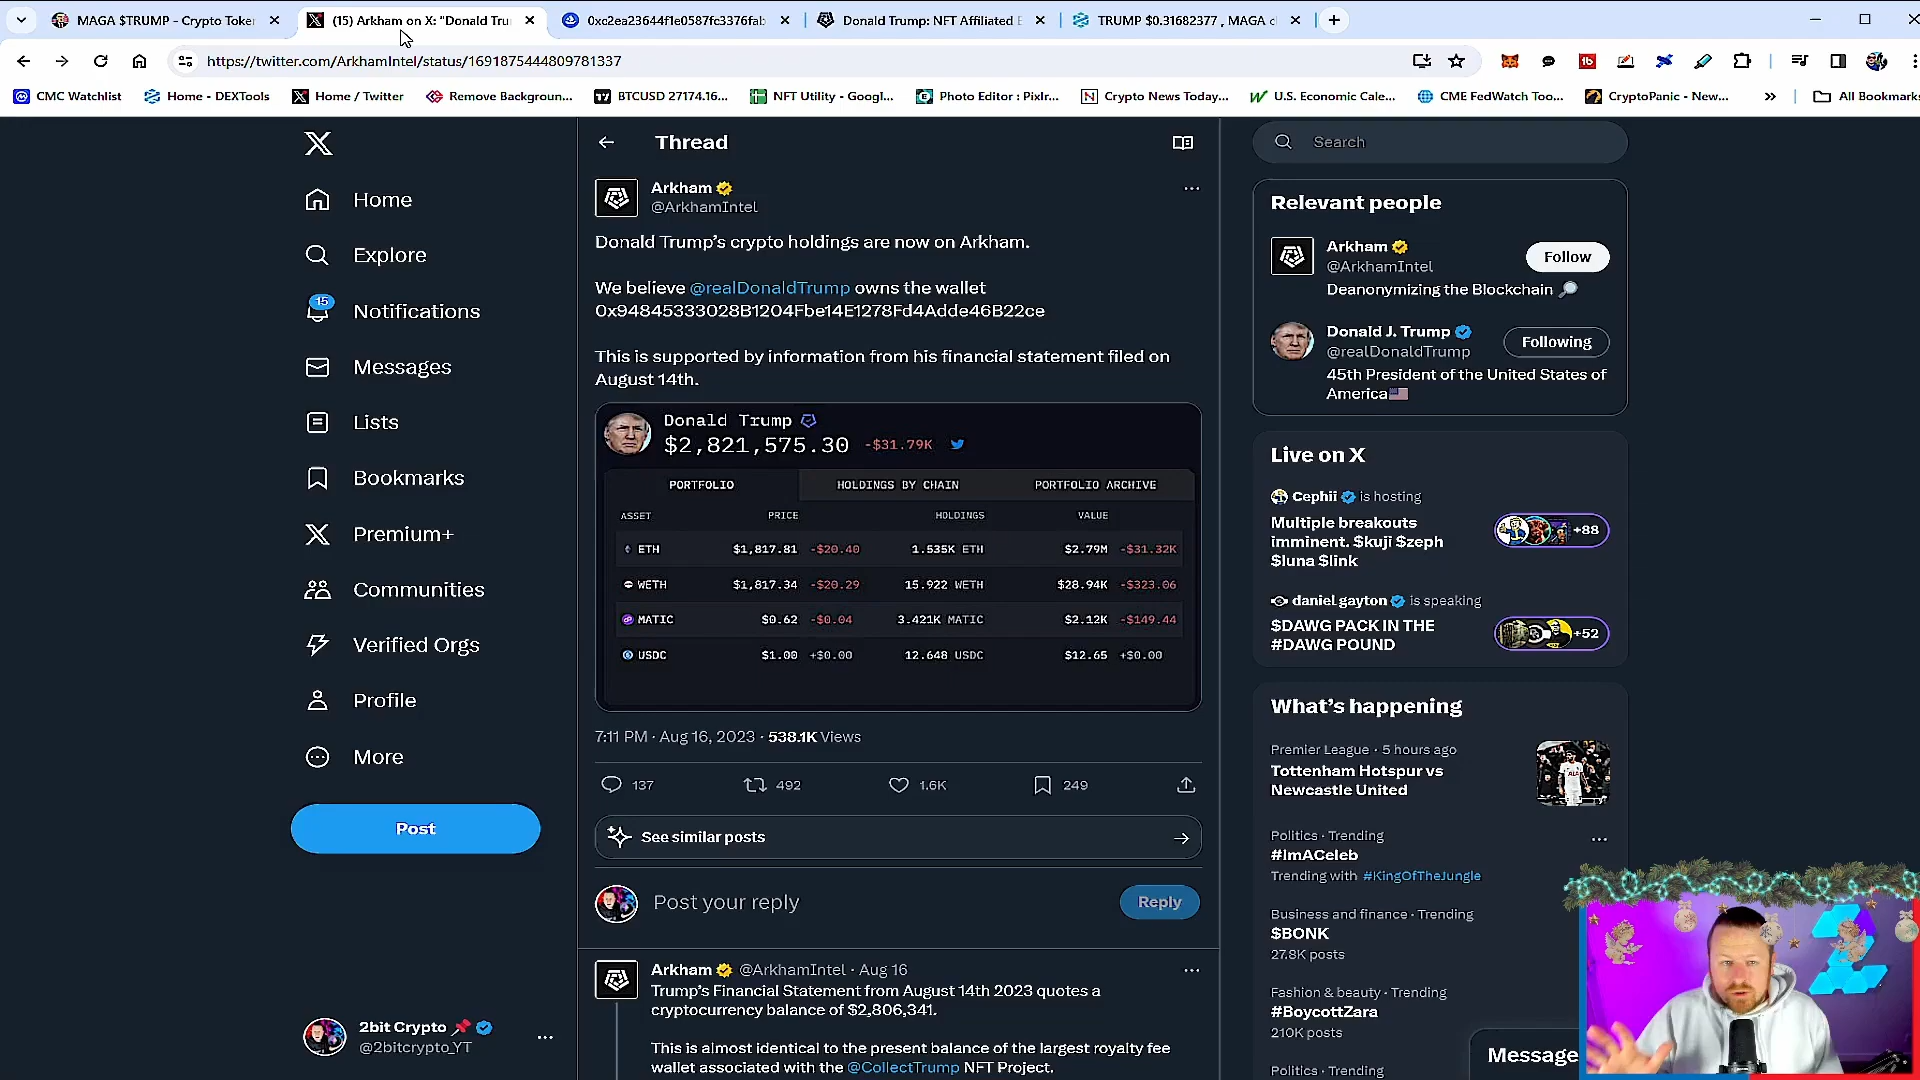 MAGA $TRUMP - Crypto Token
(15) Arkham on X: "Donald Tru
0xc2ea23644f1e0587fc3376fab
Donald Trump: NFT Affiliated E
TRUMP $0.31682377 , MAGA c
https://twitter.com/ArkhamIntel/status/1691875444809781337
CMC Watchlist
Home - DEXTools
Home / Twitter
Remove Backgroun...
BTCUSD 27174.16...
NFT Utility - Googl...
Photo Editor : Pixlr...
Crypto News Today...
U.S. Economic Cale...
CME FedWatch Too...
CryptoPanic - New...
All Bookmarks
Home
Explore
15
Notifications
Messages
Lists
Bookmarks
Premium+
Communities
Verified Orgs
Profile
More
Post
2bit Crypto
@2bitcrypto_YT
Thread
Arkham
@ArkhamIntel
Donald Trump's crypto holdings are now on Arkham.
We believe @realDonaldTrump owns the wallet
0x94845333028B1204Fbe14E1278Fd4Adde46B22ce
This is supported by information from his financial statement filed on
August 14th.
Donald Trump
$2,821,575.30 -$31.79K
PORTFOLIO HOLDINGS BY CHAIN PORTFOLIO ARCHIVE
ASSET PRICE HOLDINGS VALUE
ETH $1,817.81 -$20.40 1.535K ETH $2.79M -$31.32K
WETH $1,817.34 -$20.29 15.922 WETH $28.94K -$323.06
MATIC $0.62 -$0.04 3.421K MATIC $2.12K -$149.44
USDC $1.00 +$0.00 12.648 USDC $12.65 +$0.00
7:11 PM · Aug 16, 2023 · 538.1K Views
137 492 1.6K 249
See similar posts
Post your reply
Reply
Arkham @ArkhamIntel · Aug 16
Trump's Financial Statement from August 14th 2023 quotes a
cryptocurrency balance of $2,806,341.
This is almost identical to the present balance of the largest royalty fee
wallet associated with the @CollectTrump NFT Project.
Search
Relevant people
Arkham
@ArkhamIntel
Follow
Deanonymizing the Blockchain
Donald J. Trump
@realDonaldTrump
Following
45th President of the United States of
America
Live on X
Cephii is hosting
Multiple breakouts
imminent. $kuji $zeph
$luna $link
+88
daniel gayton is speaking
$DAWG PACK IN THE
#DAWG POUND
+52
What's happening
Premier League · 5 hours ago
Tottenham Hotspur vs
Newcastle United
Politics · Trending
#ImACeleb
Trending with #KingOfTheJungle
Business and finance · Trending
$BONK
27.8K posts
Fashion & beauty · Trending
#BoycottZara
210K posts
Politics · Trending
Message